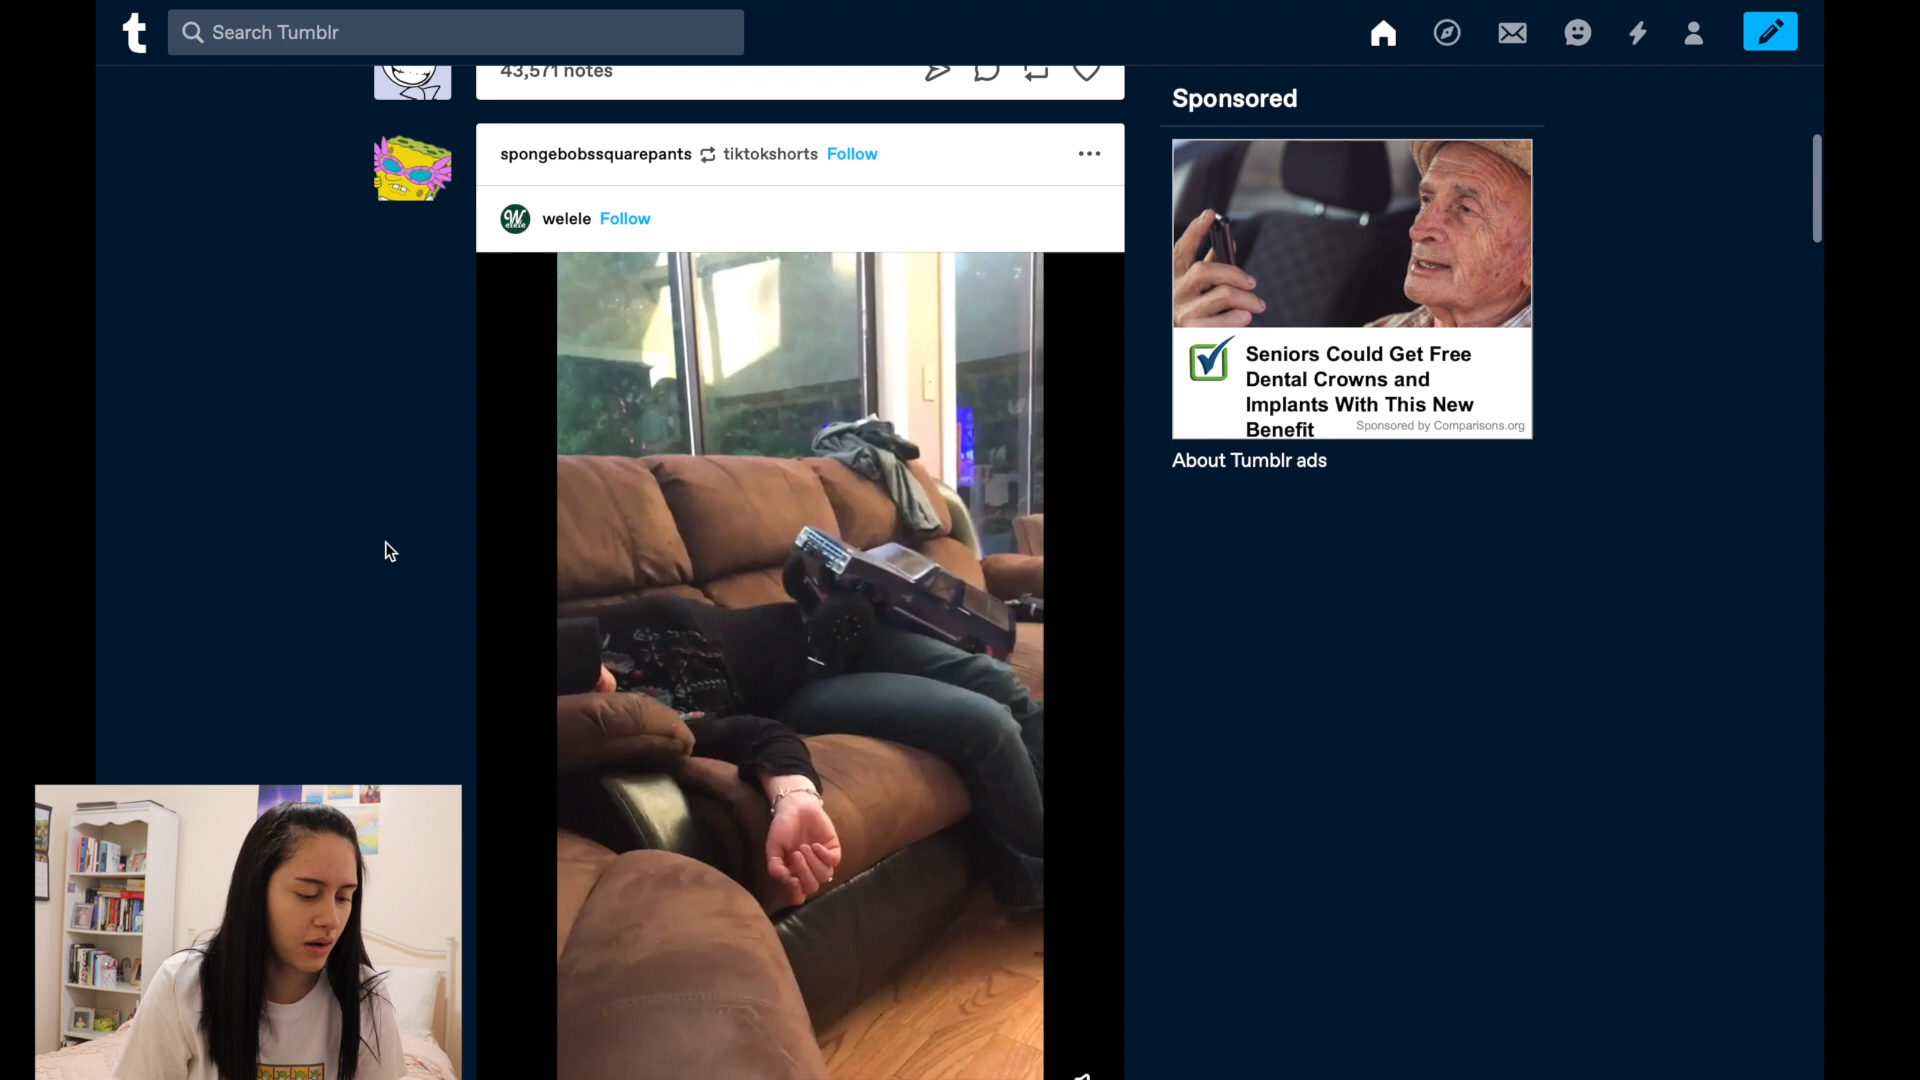 Search Tumblr
43,571 notes
spongebobssquarepants tiktokshorts Follow
welele Follow
Sponsored
Seniors Could Get Free
Dental Crowns and
Implants With This New
Benefit
Sponsored by Comparisons.org
About Tumblr ads